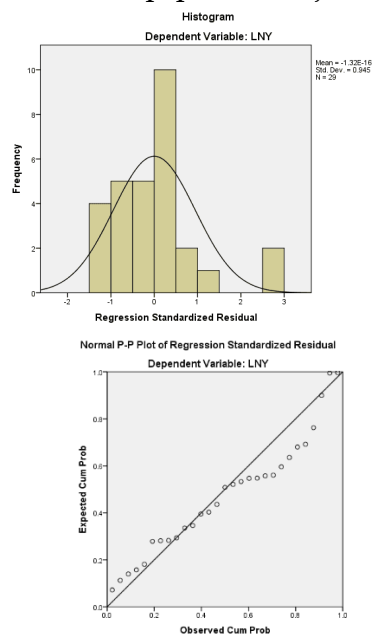 Histogram
Dependent Variable: LNY
Mean = -1.32E-16
Std. Dev. = 0.945
N = 29
10
8
6
4
2
0
Frequency
-2 -1 0 1 2 3
Regression Standardized Residual
Normal P-P Plot of Regression Standardized Residual
Dependent Variable: LNY
1.0
0.8
0.6
0.4
0.2
0.0
Expected Cum Prob
0.0 0.2 0.4 0.6 0.8 1.0
Observed Cum Prob